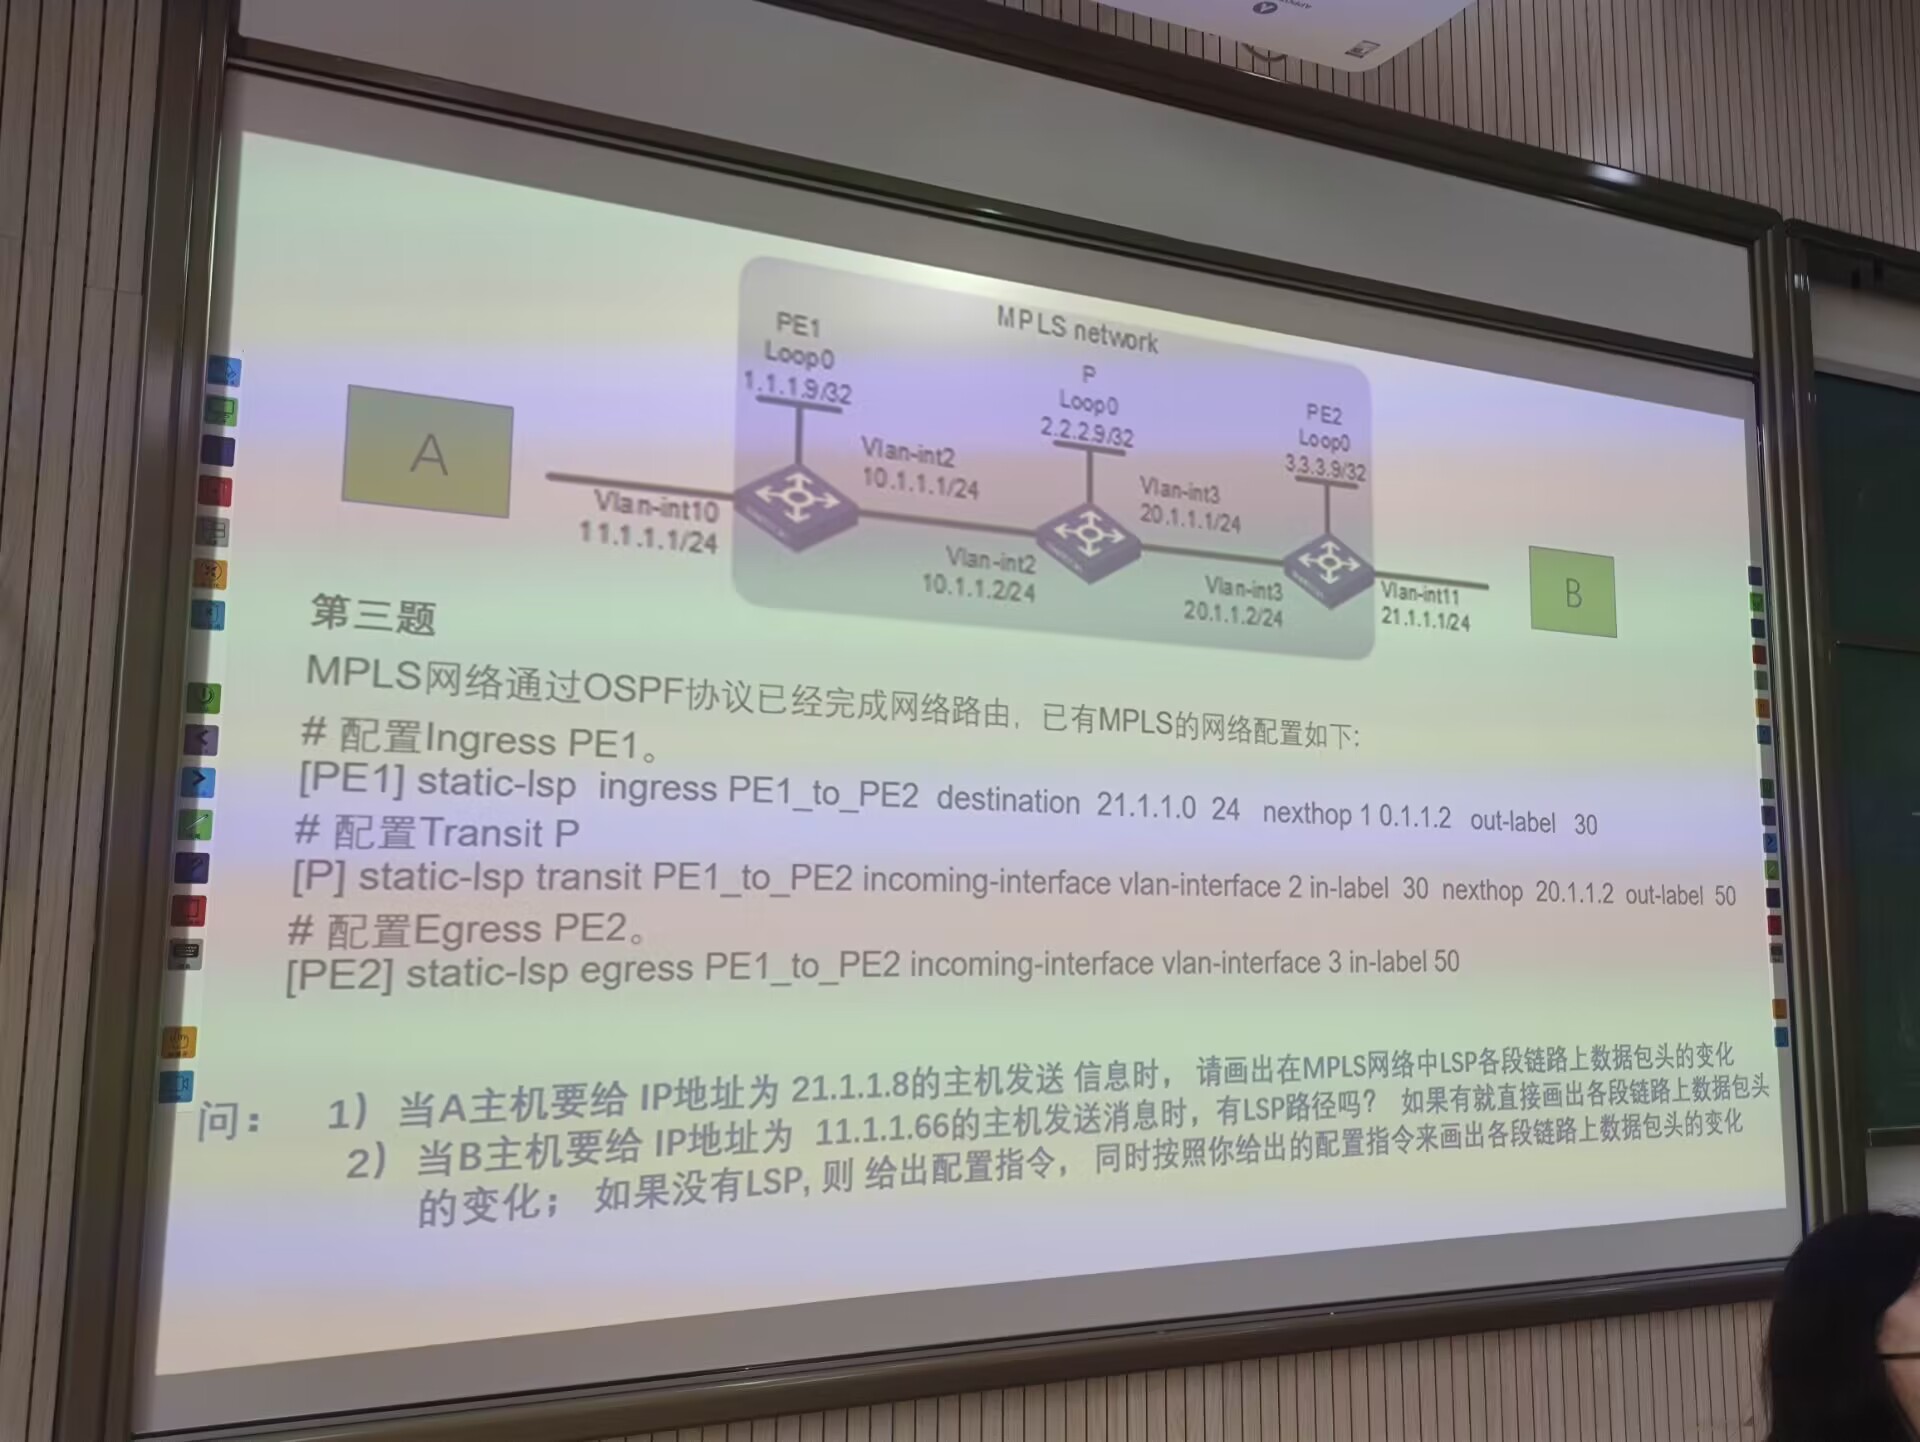 MPLS network
PE1
Loop0
1.1.1.9/32
P
Loop0
2.2.2.9/32
PE2
Loop0
3.3.3.9/32
A
Vlan-int10
11.1.1.1/24
Vlan-int2
10.1.1.1/24
Vlan-int2
10.1.1.2/24
Vlan-int3
20.1.1.1/24
Vlan-int3
20.1.1.2/24
Vlan-int11
21.1.1.1/24
B
第三题
MPLS网络通过OSPF协议已经完成网络路由，已有MPLS的网络配置如下:
# 配置Ingress PE1。
[PE1] static-lsp ingress PE1_to_PE2 destination 21.1.1.0 24 nexthop 1 0.1.1.2 out-label 30
# 配置Transit P
[P] static-lsp transit PE1_to_PE2 incoming-interface vlan-interface 2 in-label 30 nexthop 20.1.1.2 out-label 50
# 配置Egress PE2。
[PE2] static-lsp egress PE1_to_PE2 incoming-interface vlan-interface 3 in-label 50
问： 1）当A主机要给 IP地址为 21.1.1.8的主机发送 信息时， 请画出在MPLS网络中LSP各段链路上数据包头的变化
2）当B主机要给 IP地址为 11.1.1.66的主机发送消息时，有LSP路径吗？ 如果有就直接画出各段链路上数据包头
的变化； 如果没有LSP, 则 给出配置指令， 同时按照你给出的配置指令来画出各段链路上数据包头的变化